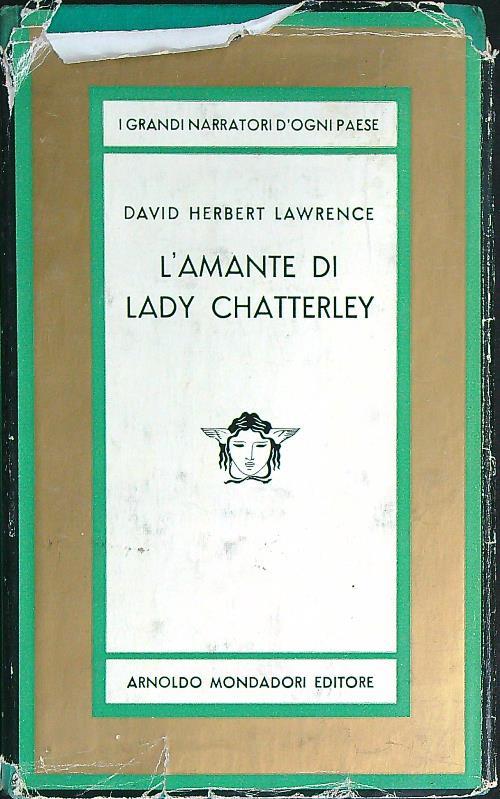 I GRANDI NARRATORI D'OGNI PAESE
DAVID HERBERT LAWRENCE
L'AMANTE DI
LADY CHATTERLEY
ARNOLDO MONDADORI EDITORE